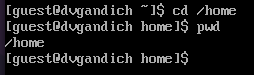 [guest@dvgandich ~]$ cd /home
[guest@dvgandich home]$ pwd
/home
[guest@dvgandich home]$